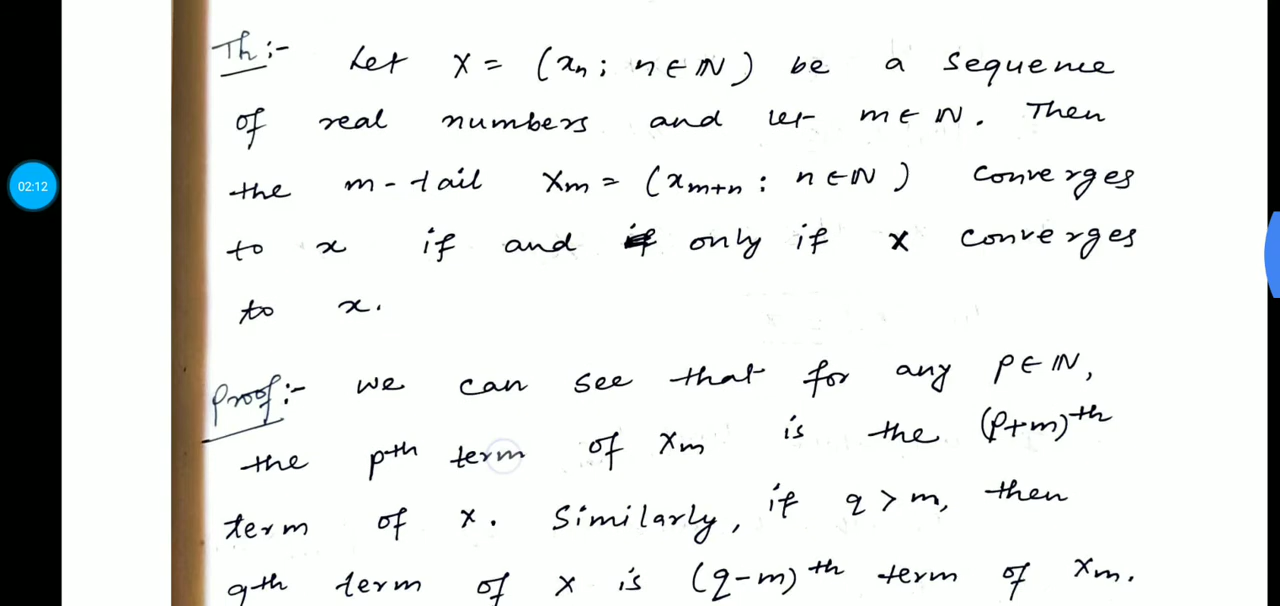 Th:- Let X = (xn ; n ∈ ℕ) be a sequence
of real numbers and let m ∈ ℕ. Then
02:12
the m-tail Xm = (xm+n : n ∈ ℕ) converges
to x if and only if X converges
to x.
Proof:- we can see that for any p ∈ ℕ,
the pth term of Xm is the (p+m)th
term of X. Similarly, if q > m, then
qth term of X is (q-m)th term of Xm.